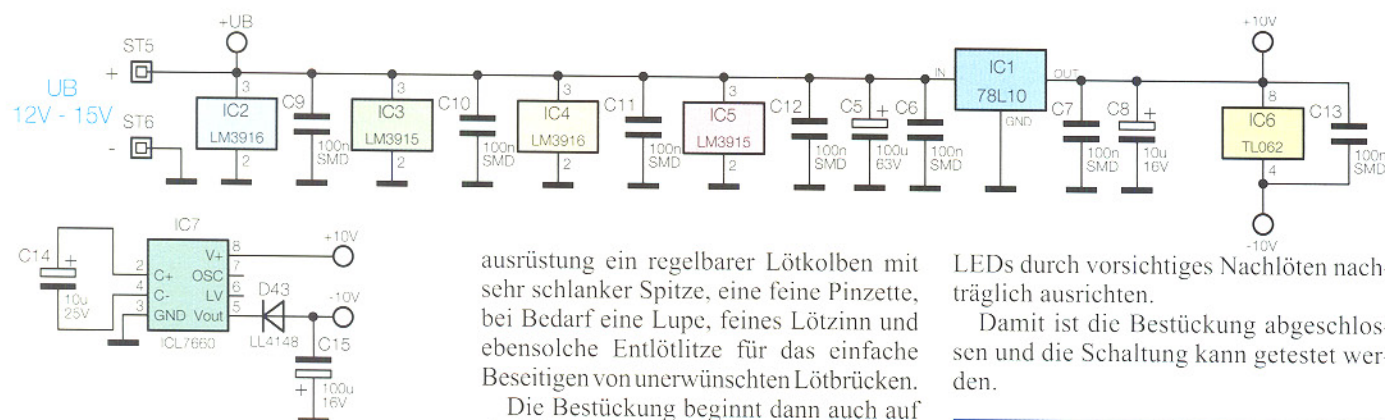 UB
12V - 15V
ST5
+
ST6
-
+UB
3
IC2
LM3916
2
C9
100n
SMD
3
IC3
LM3915
2
C10
100n
SMD
3
IC4
LM3916
2
C11
100n
SMD
3
IC5
LM3915
2
C12
100n
SMD
C5
+
100u
63V
C6
100n
SMD
IN
IC1
78L10
OUT
GND
C7
100n
SMD
C8
+
10u
16V
+10V
8
IC6
TL062
4
-10V
C13
100n
SMD
C14
+
10u
25V
IC7
2
C+
4
C-
3
GND
V+
8
OSC
7
LV
6
Vout
5
ICL7660
+10V
D43
LL4148
-10V
C15
+
100u
16V
ausrüstung ein regelbarer Lötkolben mit
sehr schlanker Spitze, eine feine Pinzette,
bei Bedarf eine Lupe, feines Lötzinn und
ebensolche Entlötlitze für das einfache
Beseitigen von unerwünschten Lötbrücken.
Die Bestückung beginnt dann auch auf
LEDs durch vorsichtiges Nachlöten nach-
träglich ausrichten.
Damit ist die Bestückung abgeschlos-
sen und die Schaltung kann getestet wer-
den.